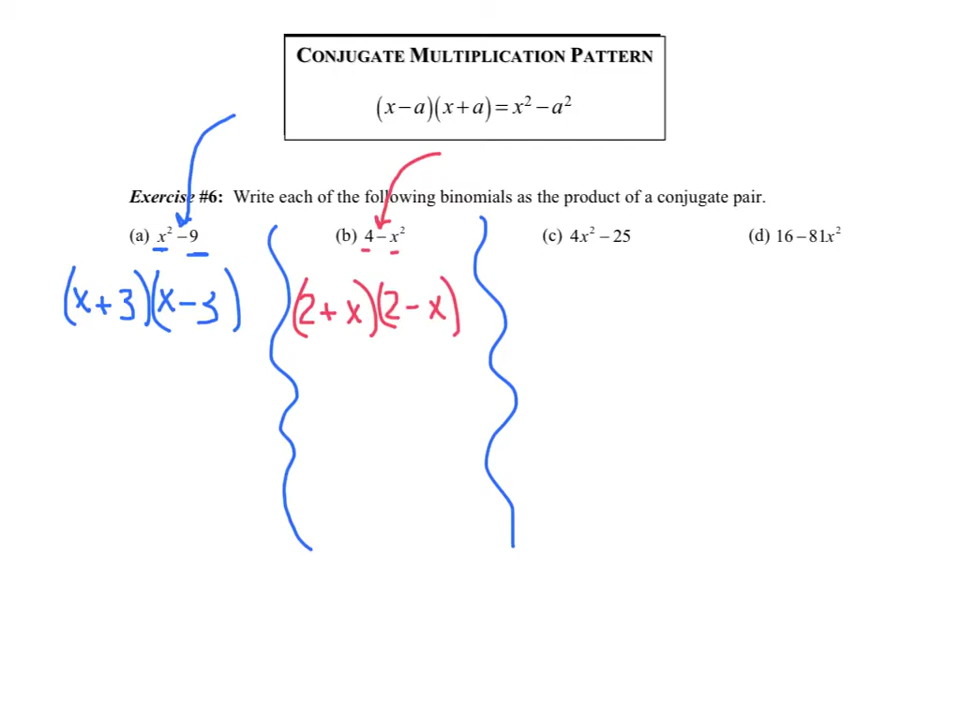 CONJUGATE MULTIPLICATION PATTERN
(x−a)(x+a)=x²−a²
Exercise #6: Write each of the following binomials as the product of a conjugate pair.
(a) x²−9 (b) 4−x² (c) 4x²−25 (d) 16−81x²
(x+3)(x−3) (2+x)(2−x)